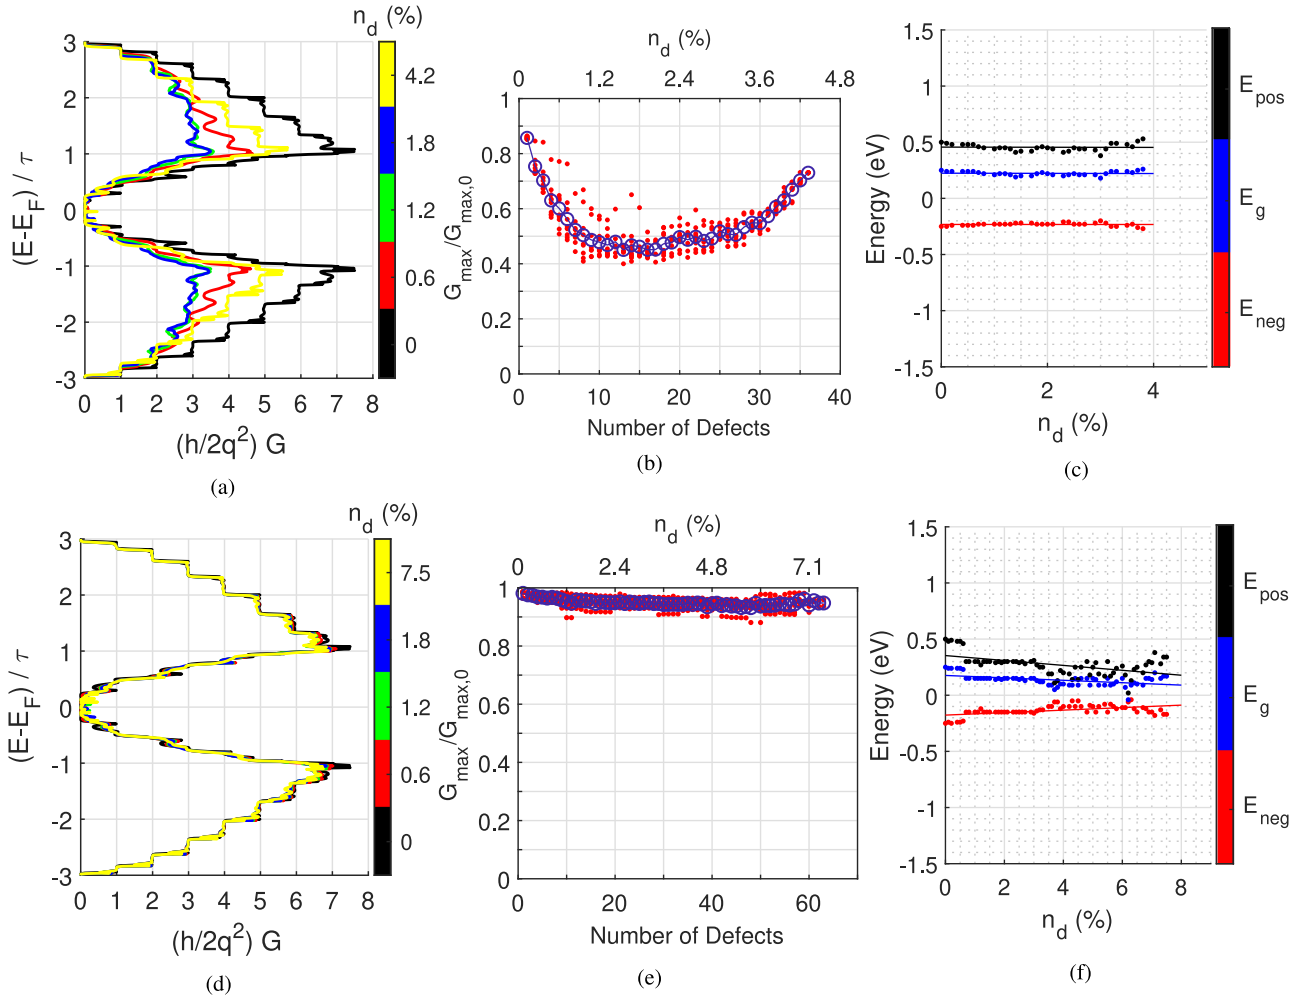 n_d (%)
3
2
1
0
-1
-2
-3
(E-E_F) / τ
0 1 2 3 4 5 6 7 8
(h/2q^2) G
4.2
1.8
1.2
0.6
0
(a)
n_d (%)
0 1.2 2.4 3.6 4.8
1
0.8
0.6
0.4
0.2
0
G_max/G_max,0
0 10 20 30 40
Number of Defects
(b)
1.5
1
0.5
0
-0.5
-1
-1.5
Energy (eV)
0 2 4
n_d (%)
E_pos
E_g
E_neg
(c)
n_d (%)
3
2
1
0
-1
-2
-3
(E-E_F) / τ
0 1 2 3 4 5 6 7 8
(h/2q^2) G
7.5
1.8
1.2
0.6
0
(d)
n_d (%)
0 2.4 4.8 7.1
1
0.8
0.6
0.4
0.2
0
G_max/G_max,0
0 20 40 60
Number of Defects
(e)
1.5
1
0.5
0
-0.5
-1
-1.5
Energy (eV)
0 2 4 6 8
n_d (%)
E_pos
E_g
E_neg
(f)